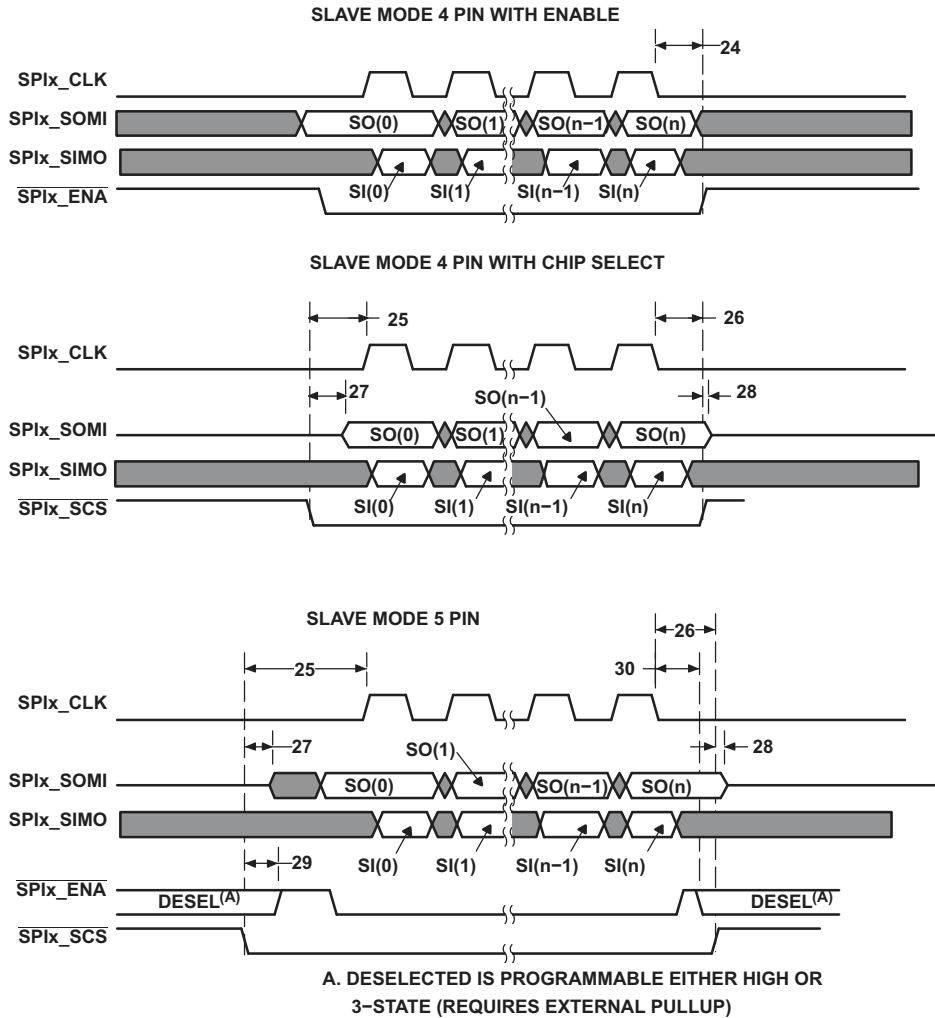 SLAVE MODE 4 PIN WITH ENABLE
24
SPIx_CLK
SPIx_SOMI
SO(0) SO(1) SO(n−1 SO(n)
SPIx_SIMO
SI(0) SI(1) SI(n−1) SI(n)
SPIx_ENA
SLAVE MODE 4 PIN WITH CHIP SELECT
25 26
SPIx_CLK
27 SO(n−1) 28
SPIx_SOMI
SO(0) SO(1) SO(n)
SPIx_SIMO
SPIx_SCS
SI(0) SI(1) SI(n−1) SI(n)
SLAVE MODE 5 PIN
26
25 30
SPIx_CLK
27 SO(1) 28
SPIx_SOMI
SO(0) SO(n−1) SO(n)
SPIx_SIMO
29 SI(0) SI(1) SI(n−1) SI(n)
SPIx_ENA
DESEL(A) DESEL(A)
SPIx_SCS
A. DESELECTED IS PROGRAMMABLE EITHER HIGH OR
3−STATE (REQUIRES EXTERNAL PULLUP)